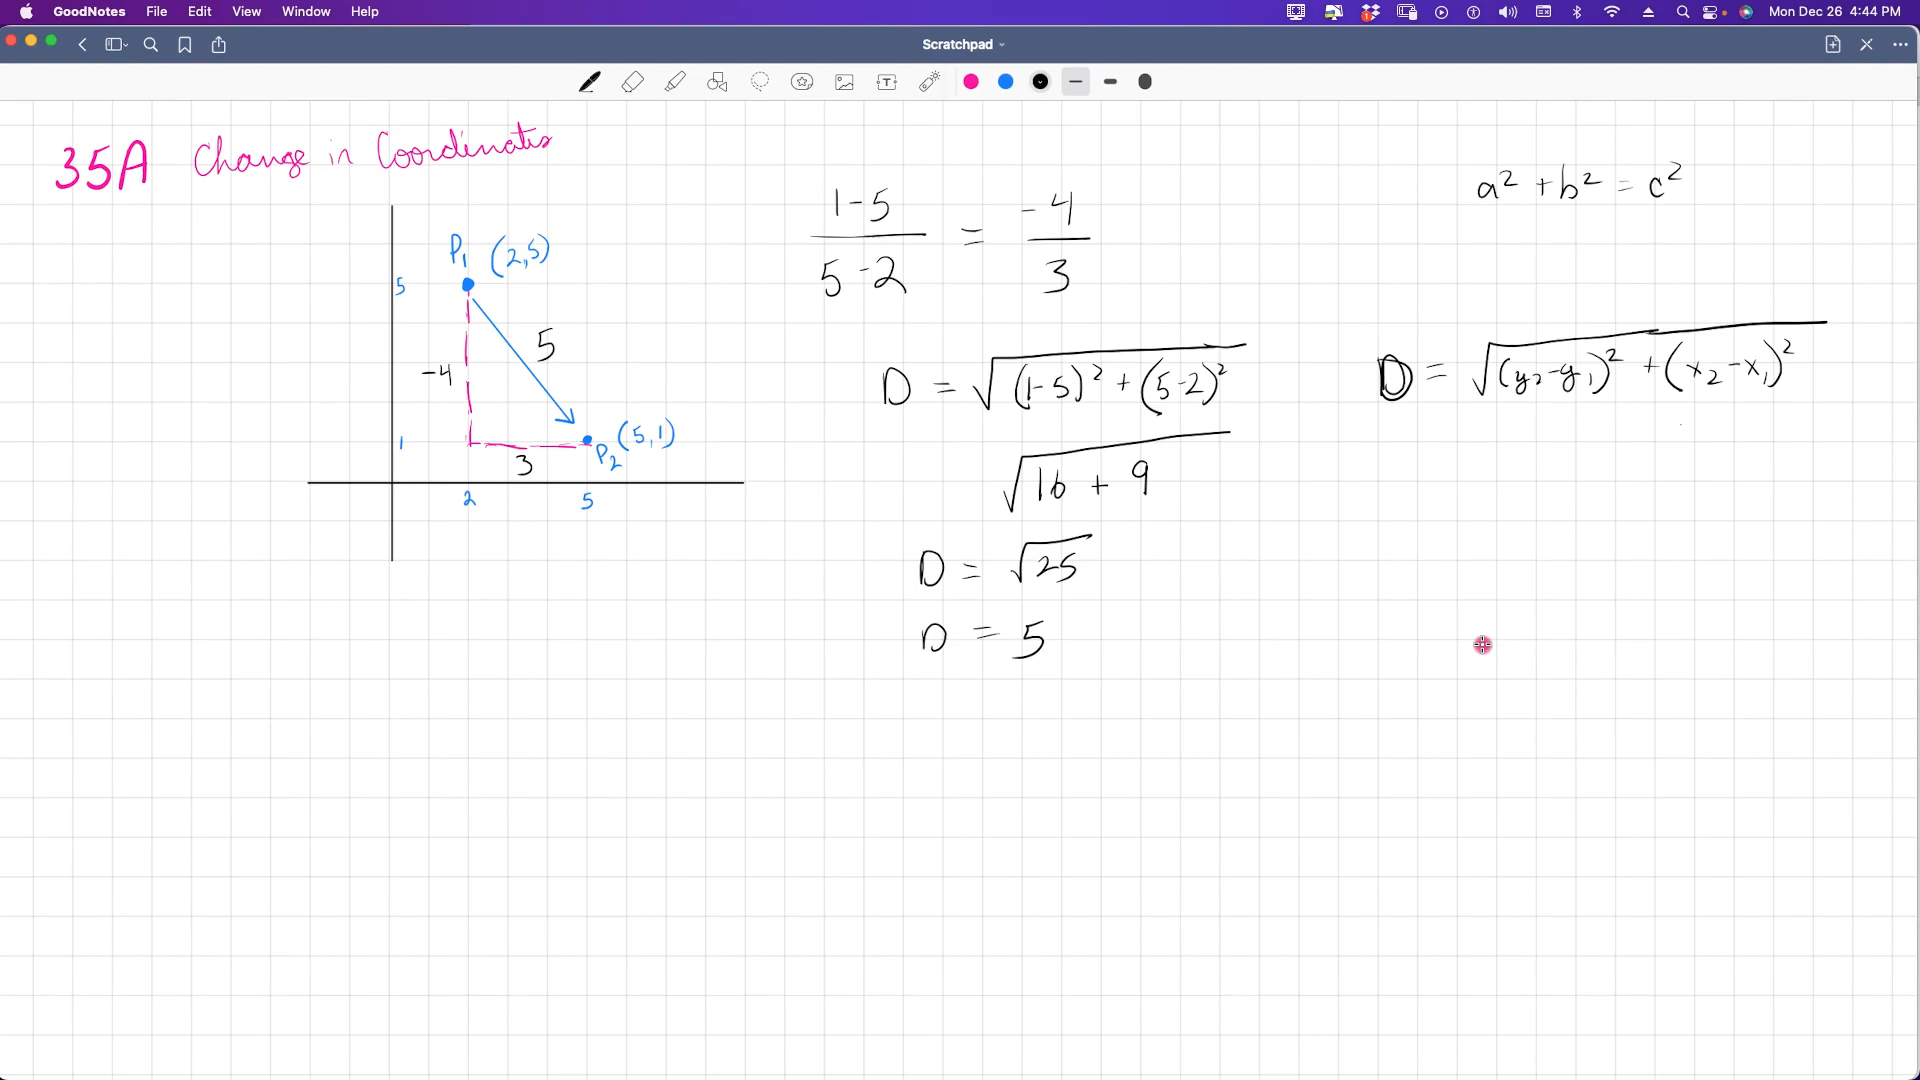 GoodNotes File Edit View Window Help
Mon Dec 26 4:44 PM
Scratchpad
35A Change in Coordinates
P₁ (2,5)
5
5
-4
1
P₂ (5,1)
3
2 5
1-5 / 5-2 = -4 / 3
D = √((1-5)² + (5-2)²)
√(16 + 9)
D = √25
D = 5
a² + b² = c²
D = √((y₂-y₁)² + (x₂-x₁)²)